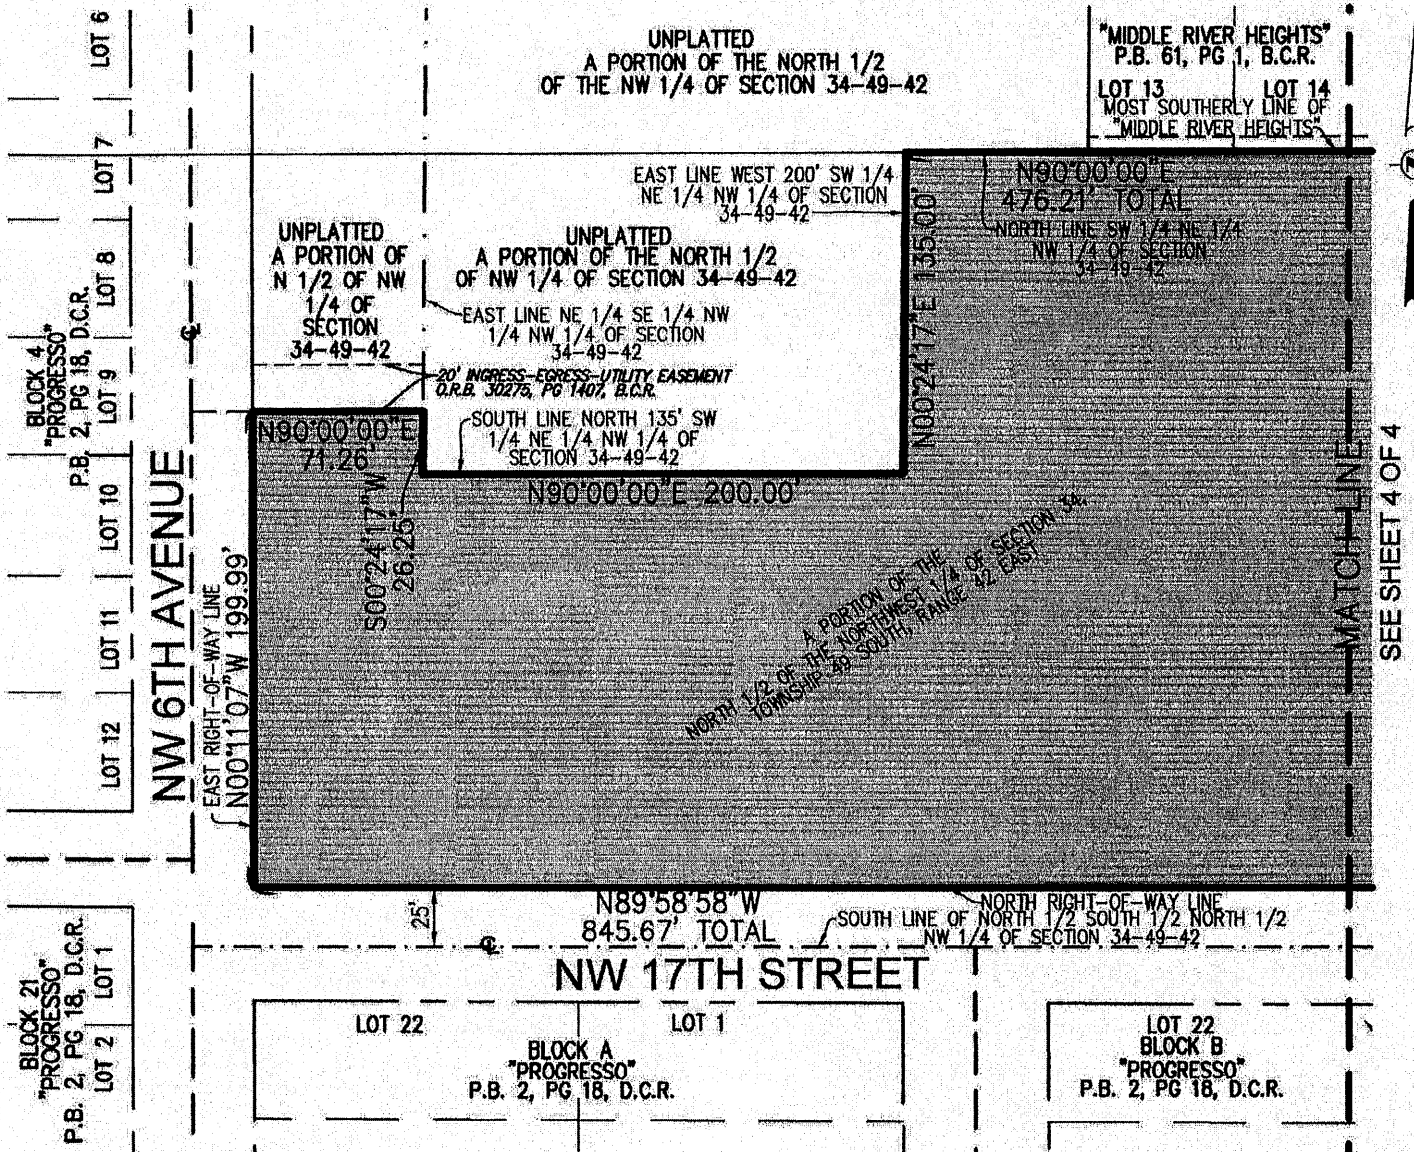 LOT 6
LOT 7
LOT 8
LOT 9
LOT 10
LOT 11
LOT 12
BLOCK 4
"PROGRESSO"
P.B. 2, PG 18, D.C.R.
NW 6TH AVENUE
EAST RIGHT-OF-WAY LINE
N00°11'07"W 199.99'
UNPLATTED
A PORTION OF THE NORTH 1/2
OF THE NW 1/4 OF SECTION 34-49-42
"MIDDLE RIVER HEIGHTS"
P.B. 61, PG 1, B.C.R.
LOT 13
LOT 14
MOST SOUTHERLY LINE OF
"MIDDLE RIVER HEIGHTS"
EAST LINE WEST 200' SW 1/4
NE 1/4 NW 1/4 OF SECTION
34-49-42
N90°00'00"E
476.21' TOTAL
NORTH LINE SW 1/4 NE 1/4
NW 1/4 OF SECTION
34-49-42
UNPLATTED
A PORTION OF
N 1/2 OF NW
1/4 OF
SECTION
34-49-42
UNPLATTED
A PORTION OF THE NORTH 1/2
OF NW 1/4 OF SECTION 34-49-42
EAST LINE NE 1/4 SE 1/4 NW
1/4 NW 1/4 OF SECTION
34-49-42
20' INGRESS-EGRESS-UTILITY EASEMENT
O.R.B. 30275, PG 1407, B.C.R.
N00°24'17"E 135.00'
SOUTH LINE NORTH 135' SW
1/4 NE 1/4 NW 1/4 OF
SECTION 34-49-42
N90°00'00"E
71.26'
S00°24'17"W
26.25'
N90°00'00"E 200.00'
A PORTION OF THE
NORTH 1/2 OF THE NORTHWEST 1/4 OF SECTION 34,
TOWNSHIP 49 SOUTH, RANGE 42 EAST
MATCH LINE
SEE SHEET 4 OF 4
25'
N89°58'58"W
845.67' TOTAL
NORTH RIGHT-OF-WAY LINE
SOUTH LINE OF NORTH 1/2 SOUTH 1/2 NORTH 1/2
NW 1/4 OF SECTION 34-49-42
NW 17TH STREET
BLOCK 21
"PROGRESSO"
P.B. 2, PG 18, D.C.R.
LOT 1
LOT 2
LOT 22
LOT 1
BLOCK A
"PROGRESSO"
P.B. 2, PG 18, D.C.R.
LOT 22
BLOCK B
"PROGRESSO"
P.B. 2, PG 18, D.C.R.